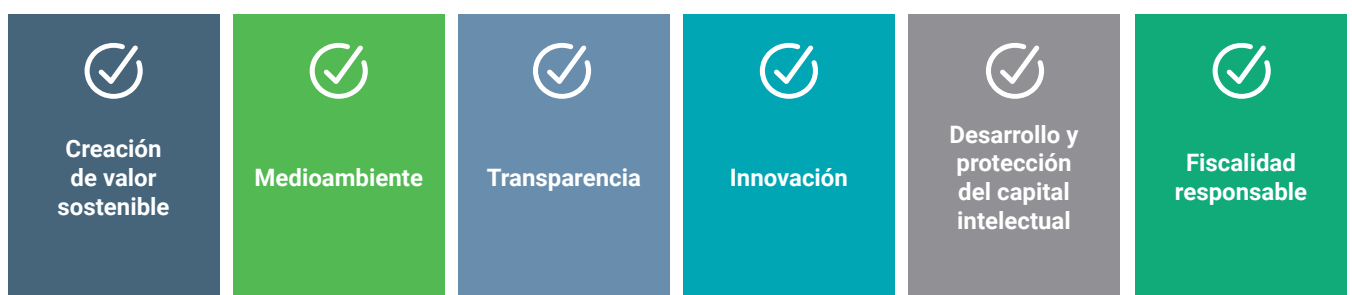 Creación
de valor
sostenible
Medioambiente
Transparencia
Innovación
Desarrollo y
protección
del capital
intelectual
Fiscalidad
responsable